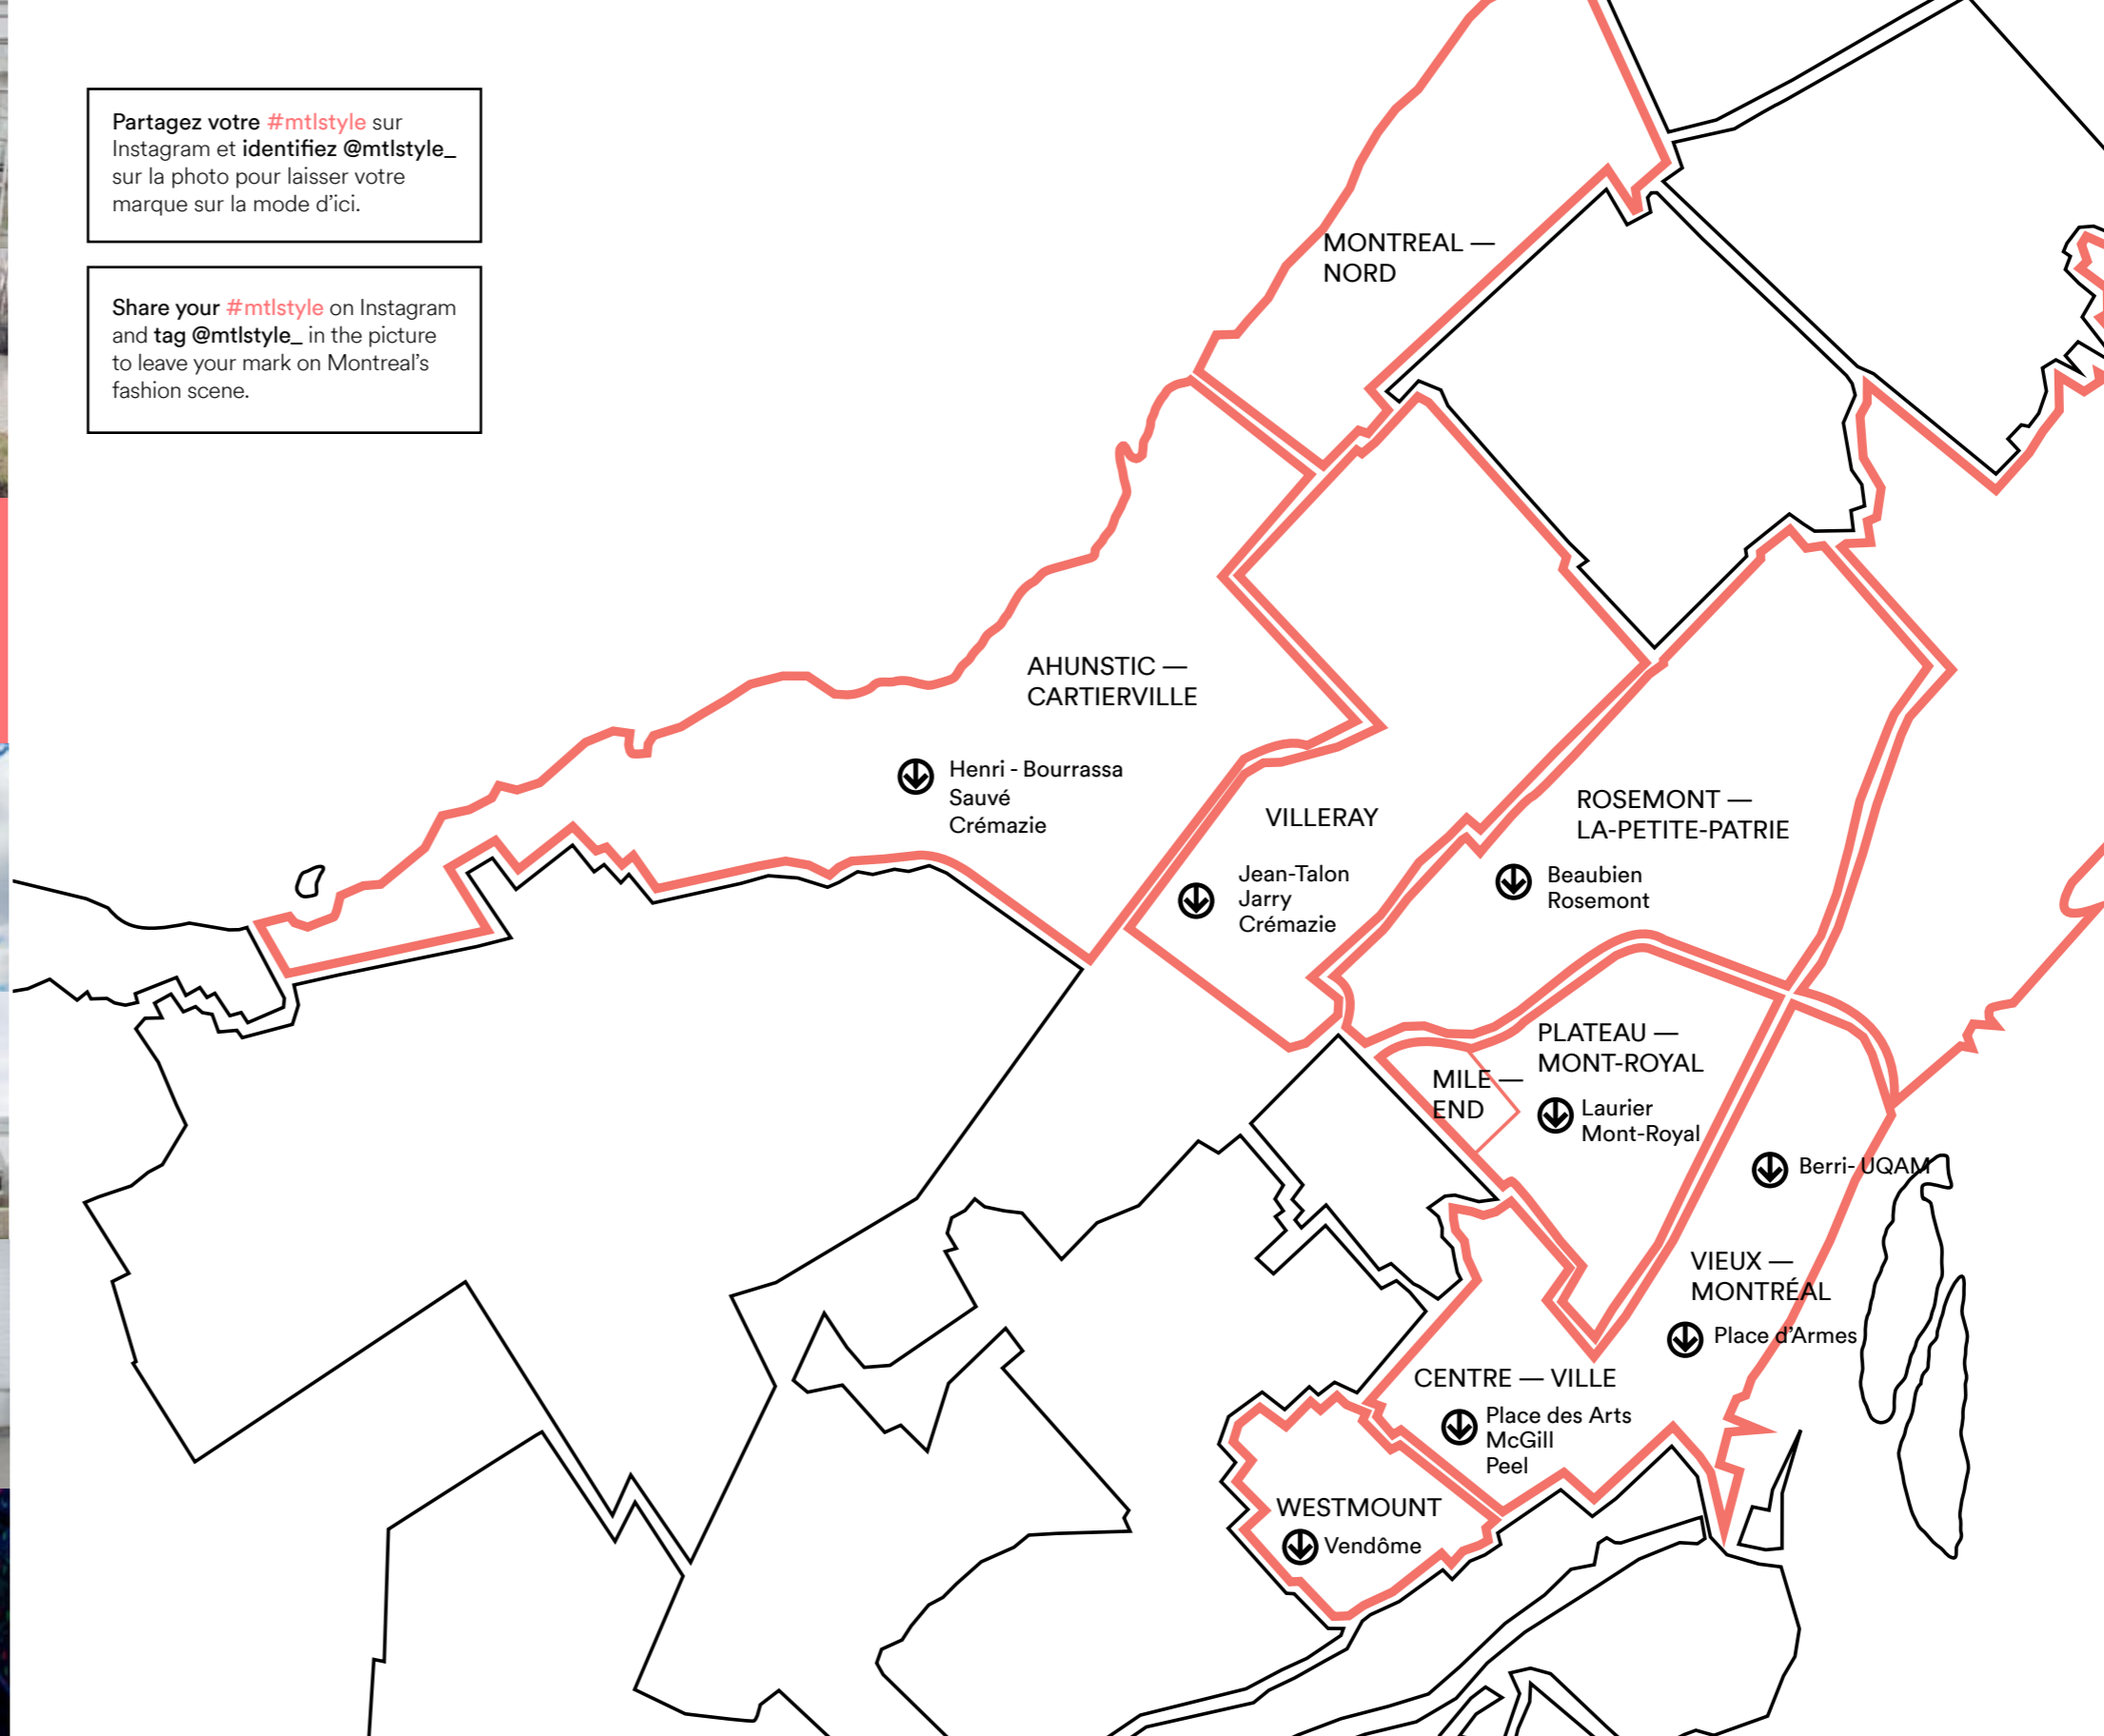 Partagez votre #mtlstyle sur
Instagram et identifiez @mtlstyle_
sur la photo pour laisser votre
marque sur la mode d’ici.
Share your #mtlstyle on Instagram
and tag @mtlstyle_ in the picture
to leave your mark on Montreal’s
fashion scene.
MONTREAL —
NORD
AHUNSTIC —
CARTIERVILLE
Henri - Bourrassa
Sauvé
Crémazie
VILLERAY
Jean-Talon
Jarry
Crémazie
ROSEMONT —
LA-PETITE-PATRIE
Beaubien
Rosemont
PLATEAU —
MONT-ROYAL
Laurier
Mont-Royal
MILE —
END
Berri- UQAM
VIEUX —
MONTRÉAL
Place d’Armes
CENTRE — VILLE
Place des Arts
McGill
Peel
WESTMOUNT
Vendôme